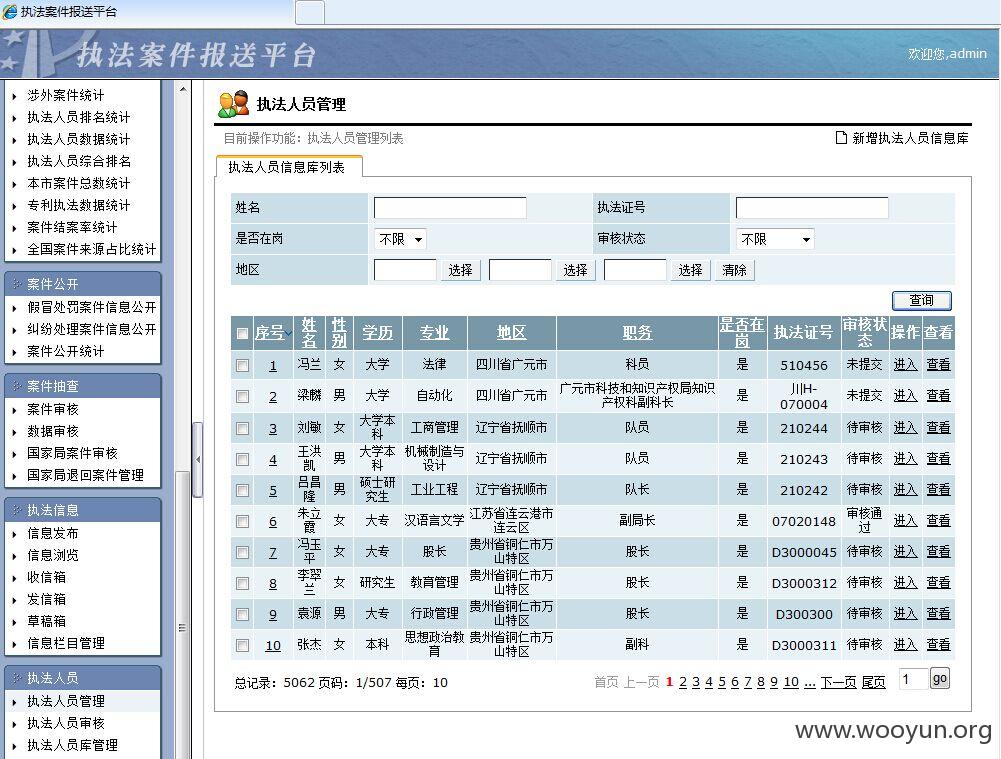 执法案件报送平台
执法案件报送平台
欢迎您,admin
涉外案件统计
执法人员排名统计
执法人员数据统计
执法人员综合排名
本市案件总数统计
专利执法数据统计
案件结案率统计
全国案件来源占比统计
案件公开
假冒处罚案件信息公开
纠纷处理案件信息公开
案件公开统计
案件抽查
案件审核
数据审核
国家局案件审核
国家局退回案件管理
执法信息
信息发布
信息浏览
收信箱
发信箱
草稿箱
信息栏目管理
执法人员
执法人员管理
执法人员审核
执法人员库管理
执法人员管理
目前操作功能: 执法人员管理列表 新增执法人员信息库
执法人员信息库列表
姓名 执法证号
是否在岗 不限 审核状态 不限
地区 选择 选择 选择 清除
查询
序号 姓名 性别 学历 专业 地区 职务 是否在岗 执法证号 审核状态 操作 查看
1 冯兰 女 大学 法律 四川省广元市 科员 是 510456 未提交 进入 查看
2 梁麟 男 大学 自动化 四川省广元市 广元市科技和知识产权局知识产权科副科长 是 川H-070004 未提交 进入 查看
3 刘敏 女 大学本科 工商管理 辽宁省抚顺市 队员 是 210244 待审核 进入 查看
4 王洪凯 男 大学本科 机械制造与设计 辽宁省抚顺市 队员 是 210243 待审核 进入 查看
5 吕昌隆 男 硕士研究生 工业工程 辽宁省抚顺市 队长 是 210242 待审核 进入 查看
6 朱立霞 女 大专 汉语言文学 江苏省连云港市连云区 副局长 是 07020148 审核通过 进入 查看
7 冯玉平 女 大专 股长 贵州省铜仁市万山特区 股长 是 D3000045 待审核 进入 查看
8 李翠兰 女 研究生 教育管理 贵州省铜仁市万山特区 股长 是 D3000312 待审核 进入 查看
9 袁源 男 大专 行政管理 贵州省铜仁市万山特区 股长 是 D300300 待审核 进入 查看
10 张杰 女 本科 思想政治教育 贵州省铜仁市万山特区 副科 是 D3000311 待审核 进入 查看
总记录: 5062 页码: 1/507 每页: 10 首页 上一页 1 2 3 4 5 6 7 8 9 10 ... 下一页 尾页 1 go
www.wooyun.org